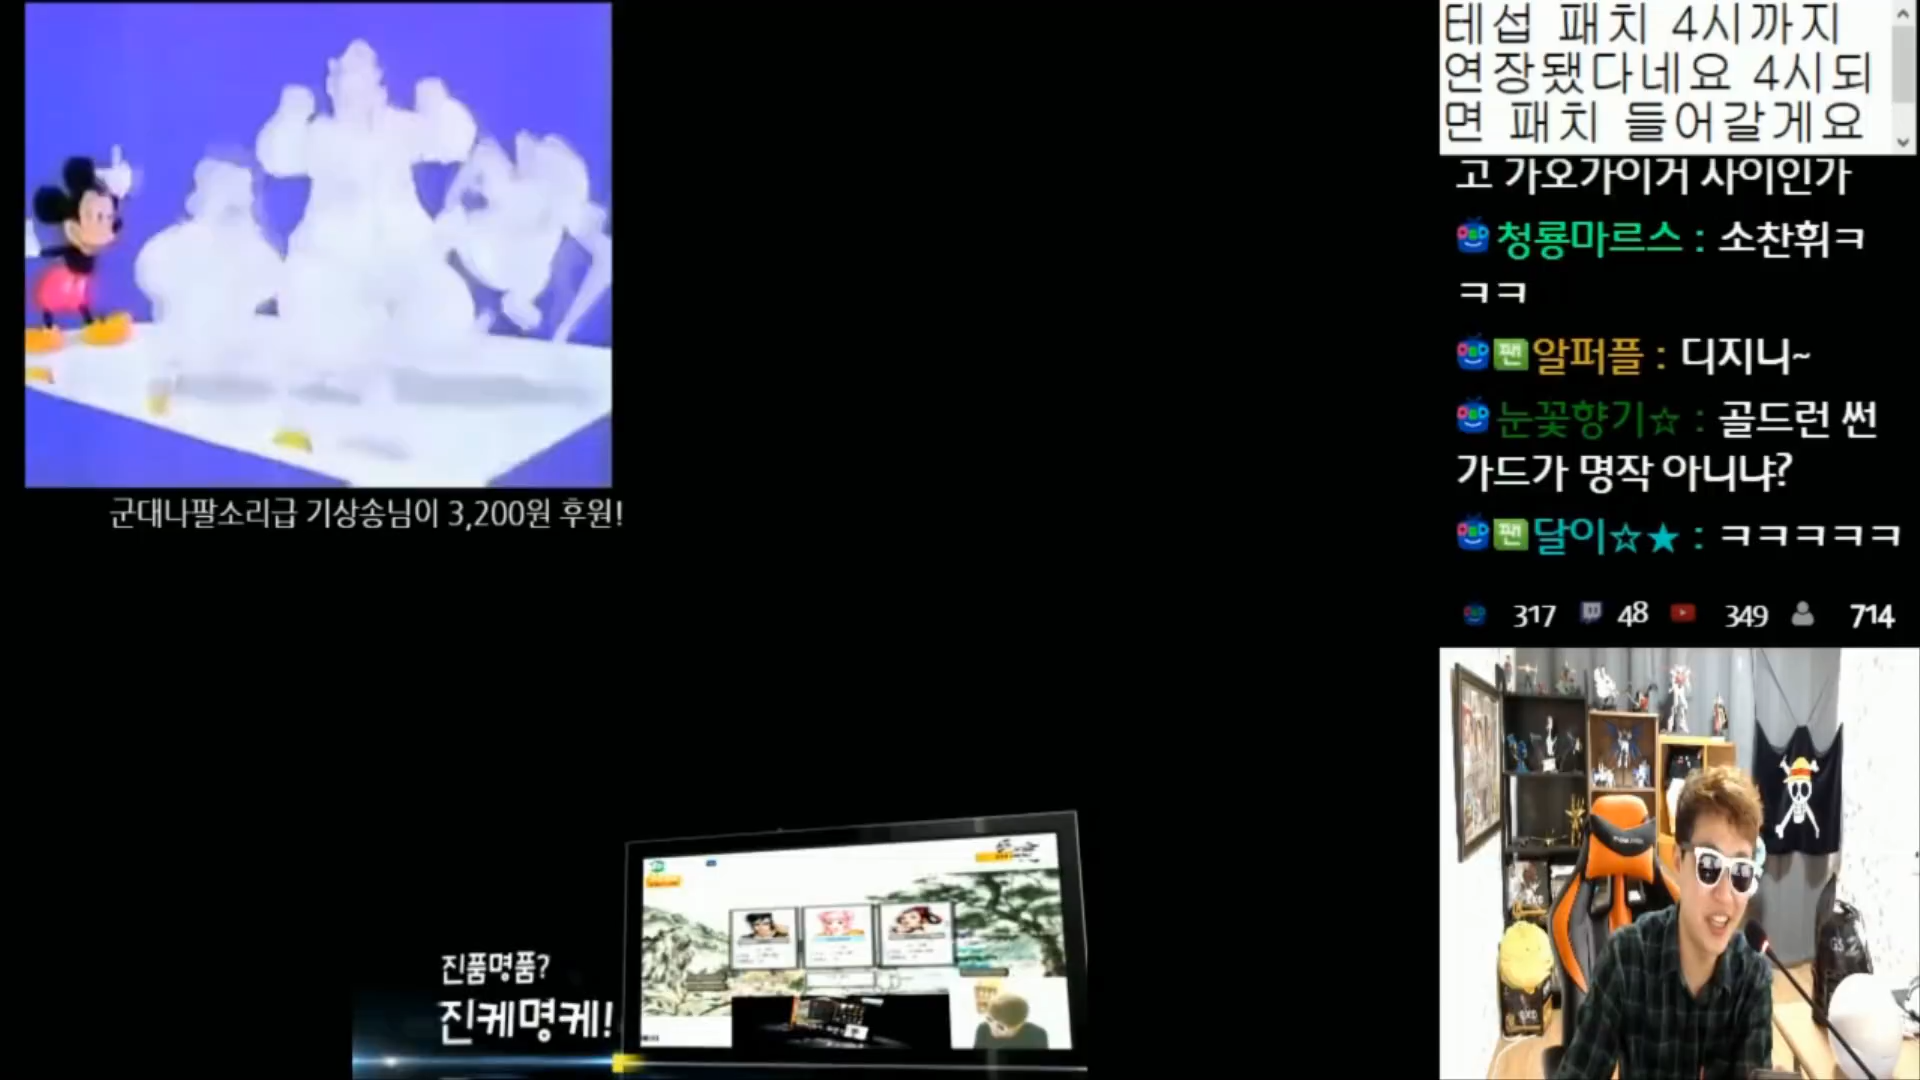 테섭 패치 4시까지
연장됐다네요 4시되
면 패치 들어갈게요
고 가오가이거 사이인가
청룡마르스 : 소찬휘ㅋ
ㅋㅋ
팬 알퍼플 : 디지니~
눈꽃향기☆ : 골드런 썬
가드가 명작 아니냐?
팬 달이☆★ : ㅋㅋㅋㅋㅋ
317 48 349 714
군대나팔소리급 기상송님이 3,200원 후원!
진품명품?
진케명케!